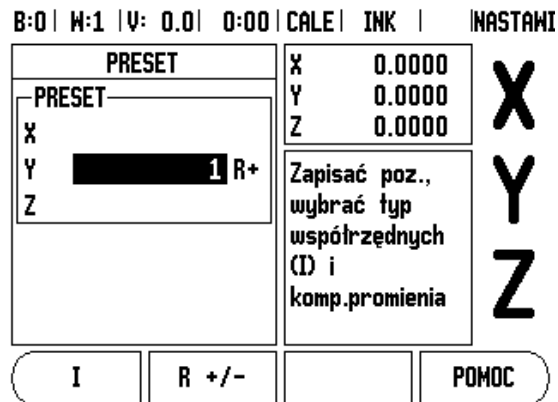 B:0 | W:1 | V: 0.0 | 0:00 | CALE | INK | | NASTAWI
PRESET
PRESET
X
Y 1 R+
Z
X 0.0000
Y 0.0000
Z 0.0000
Zapisać poz.,
wybrać typ
współrzędnych
(I) i
komp.promienia
X
Y
Z
I
R +/-
POMOC